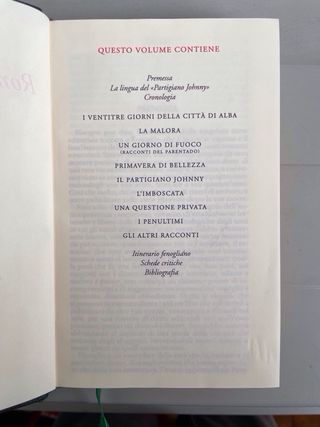 QUESTO VOLUME CONTIENE
Premessa
La lingua del «Partigiano Johnny»
Cronologia
I VENTITRE GIORNI DELLA CITTÀ DI ALBA
LA MALORA
UN GIORNO DI FUOCO
(RACCONTI DEL PARENTADO)
PRIMAVERA DI BELLEZZA
IL PARTIGIANO JOHNNY
L'IMBOSCATA
UNA QUESTIONE PRIVATA
I PENULTIMI
GLI ALTRI RACCONTI
Itinerario fenogliano
Schede critiche
Bibliografia